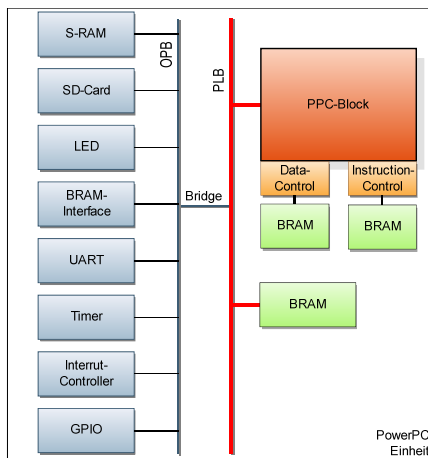 S-RAM
SD-Card
LED
BRAM-
Interface
UART
Timer
Interrut-
Controller
GPIO
OPB
Bridge
PLB
PPC-Block
Data-
Control
Instruction-
Control
BRAM
BRAM
BRAM
PowerPC
Einheit